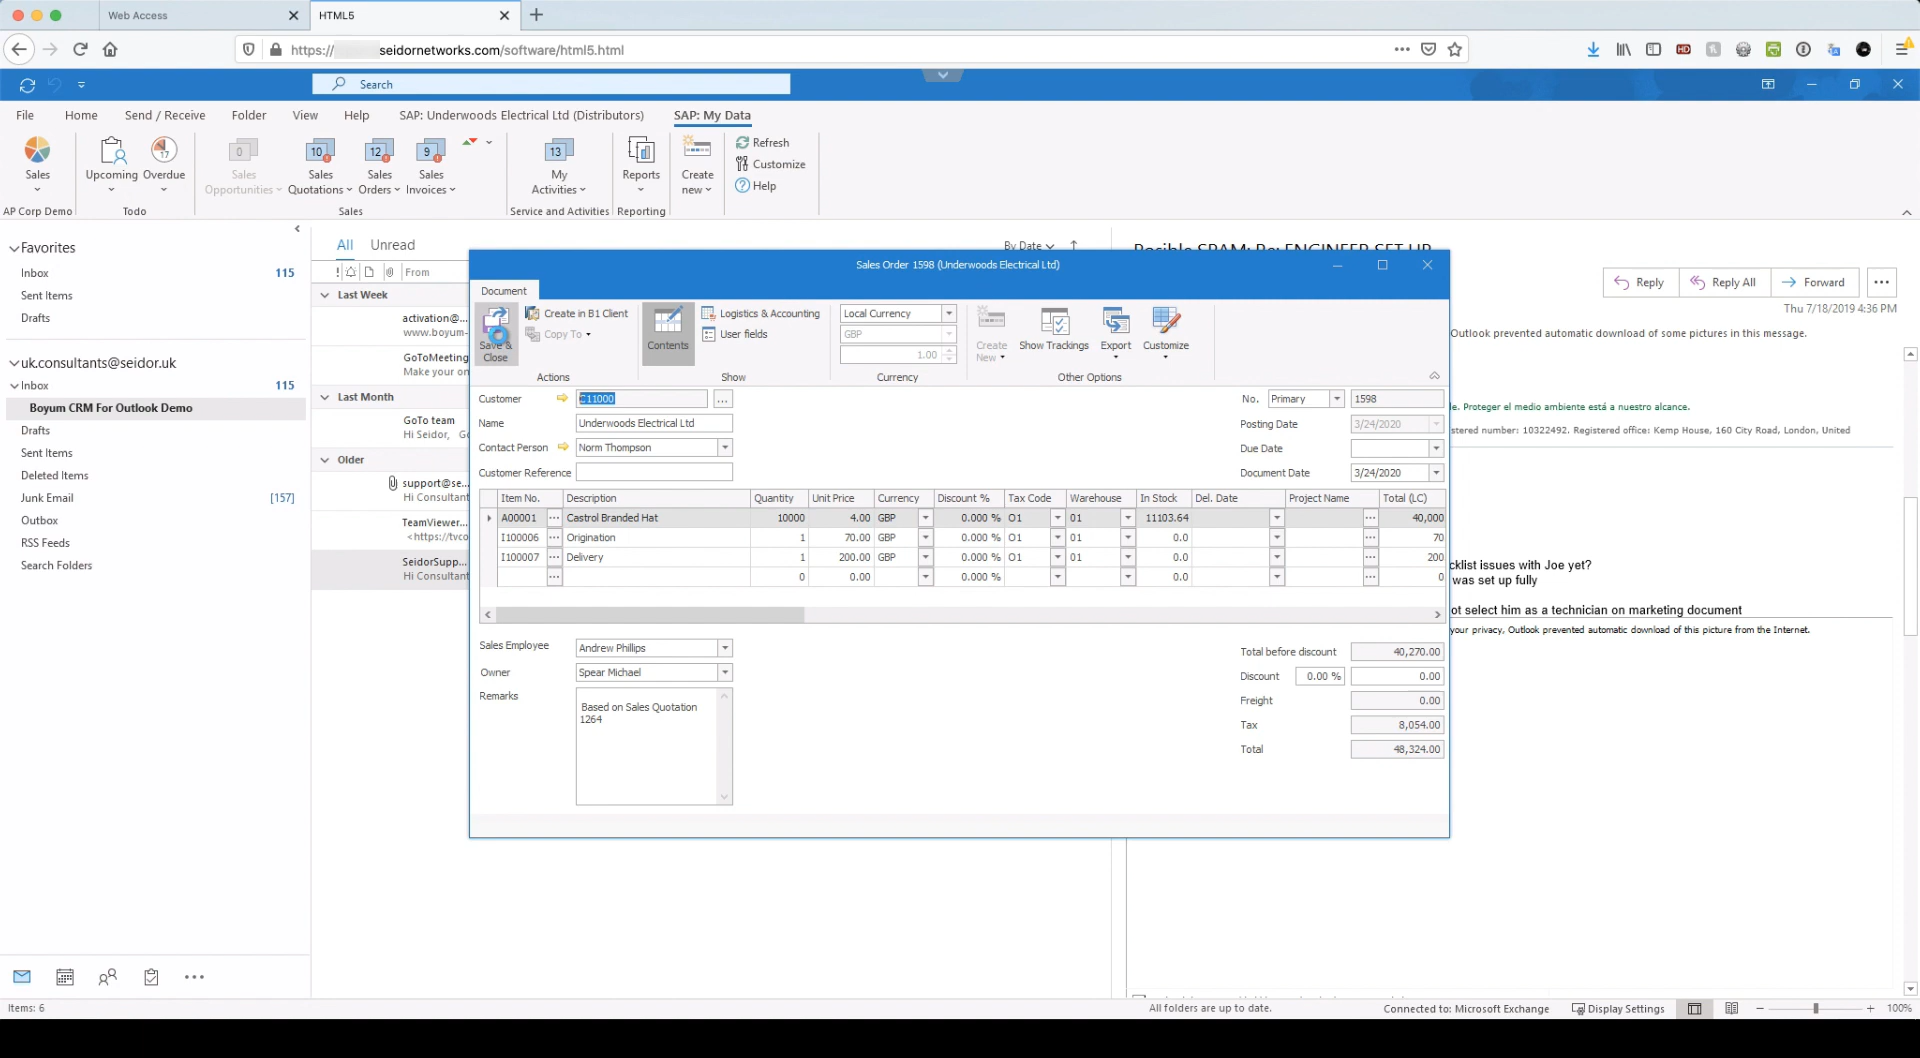 Web Access
HTML5
https:// seidornetworks.com/software/html5.html
Search
File Home Send / Receive Folder View Help SAP: Underwoods Electrical Ltd (Distributors) SAP: My Data
Sales
AP Corp Demo
Upcoming
17
Overdue
Todo
0
Sales Opportunities
10
Sales Quotations
12
Sales Orders
9
Sales Invoices
Sales
13
My Activities
Service and Activities
Reports
Reporting
Create new
Refresh
Customize
Help
Favorites
Inbox 115
Sent Items
Drafts
uk.consultants@seidor.uk
Inbox 115
Boyum CRM For Outlook Demo
Drafts
Sent Items
Deleted Items
Junk Email [157]
Outbox
RSS Feeds
Search Folders
All Unread
By Date
From
Last Week
activation@...
www.boyum-
GoToMeeting
Make your on
Last Month
GoTo team
Hi Seidor, Go
Older
support@se...
Hi Consultant
TeamViewer...
<https://tvco
SeidorSupp...
Hi Consultant
Posible SPAM: Re: ENGINEER SET UP
Reply Reply All Forward
Thu 7/18/2019 4:36 PM
Outlook prevented automatic download of some pictures in this message.
e. Proteger el medio ambiente está a nuestro alcance.
stered number: 10322492. Registered office: Kemp House, 160 City Road, London, United
cklist issues with Joe yet?
was set up fully
ot select him as a technician on marketing document
your privacy, Outlook prevented automatic download of this picture from the Internet.
Sales Order 1598 (Underwoods Electrical Ltd)
Document
Save & Close
Create in B1 Client
Copy To
Actions
Contents
Logistics & Accounting
User fields
Show
Local Currency
GBP
1.00
Currency
Create New
Show Trackings
Export
Customize
Other Options
Customer C11000 ...
Name Underwoods Electrical Ltd
Contact Person Norm Thompson
Customer Reference
No. Primary 1598
Posting Date 3/24/2020
Due Date
Document Date 3/24/2020
Item No. Description Quantity Unit Price Currency Discount % Tax Code Warehouse In Stock Del. Date Project Name Total (LC)
A00001 ... Castrol Branded Hat 10000 4.00 GBP 0.000 % O1 01 11103.64 ... 40,000
I100006 ... Origination 1 70.00 GBP 0.000 % O1 01 0.0 ... 70
I100007 ... Delivery 1 200.00 GBP 0.000 % O1 01 0.0 ... 200
... 0 0.00 0.000 % 0.0 ... 0
Sales Employee Andrew Phillips
Owner Spear Michael
Remarks
Based on Sales Quotation
1264
Total before discount 40,270.00
Discount 0.00 % 0.00
Freight 0.00
Tax 8,054.00
Total 48,324.00
Items: 6
All folders are up to date.
Connected to: Microsoft Exchange
Display Settings
100%